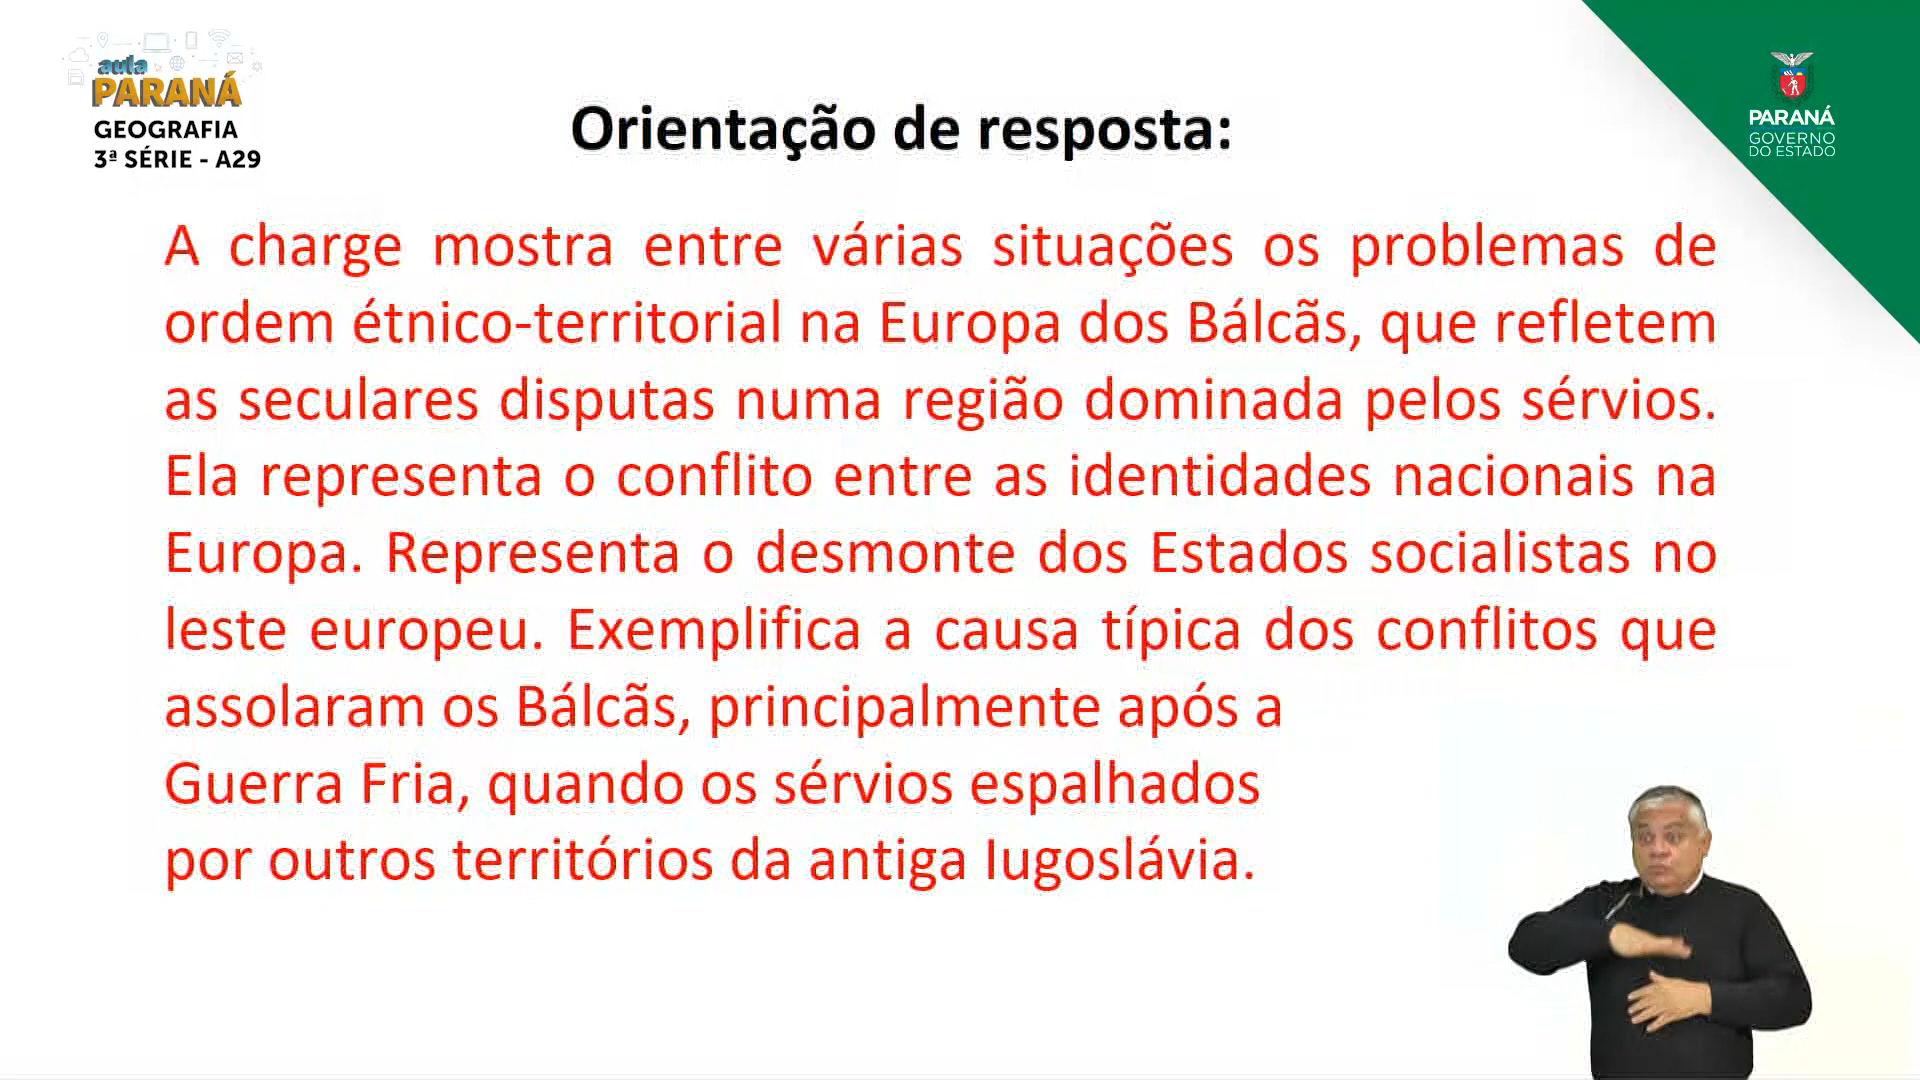 aula
PARANÁ
GEOGRAFIA
3ª SÉRIE - A29
Orientação de resposta:
PARANÁ
GOVERNO
DO ESTADO
A charge mostra entre várias situações os problemas de
ordem étnico-territorial na Europa dos Bálcãs, que refletem
as seculares disputas numa região dominada pelos sérvios.
Ela representa o conflito entre as identidades nacionais na
Europa. Representa o desmonte dos Estados socialistas no
leste europeu. Exemplifica a causa típica dos conflitos que
assolaram os Bálcãs, principalmente após a
Guerra Fria, quando os sérvios espalhados
por outros territórios da antiga Iugoslávia.